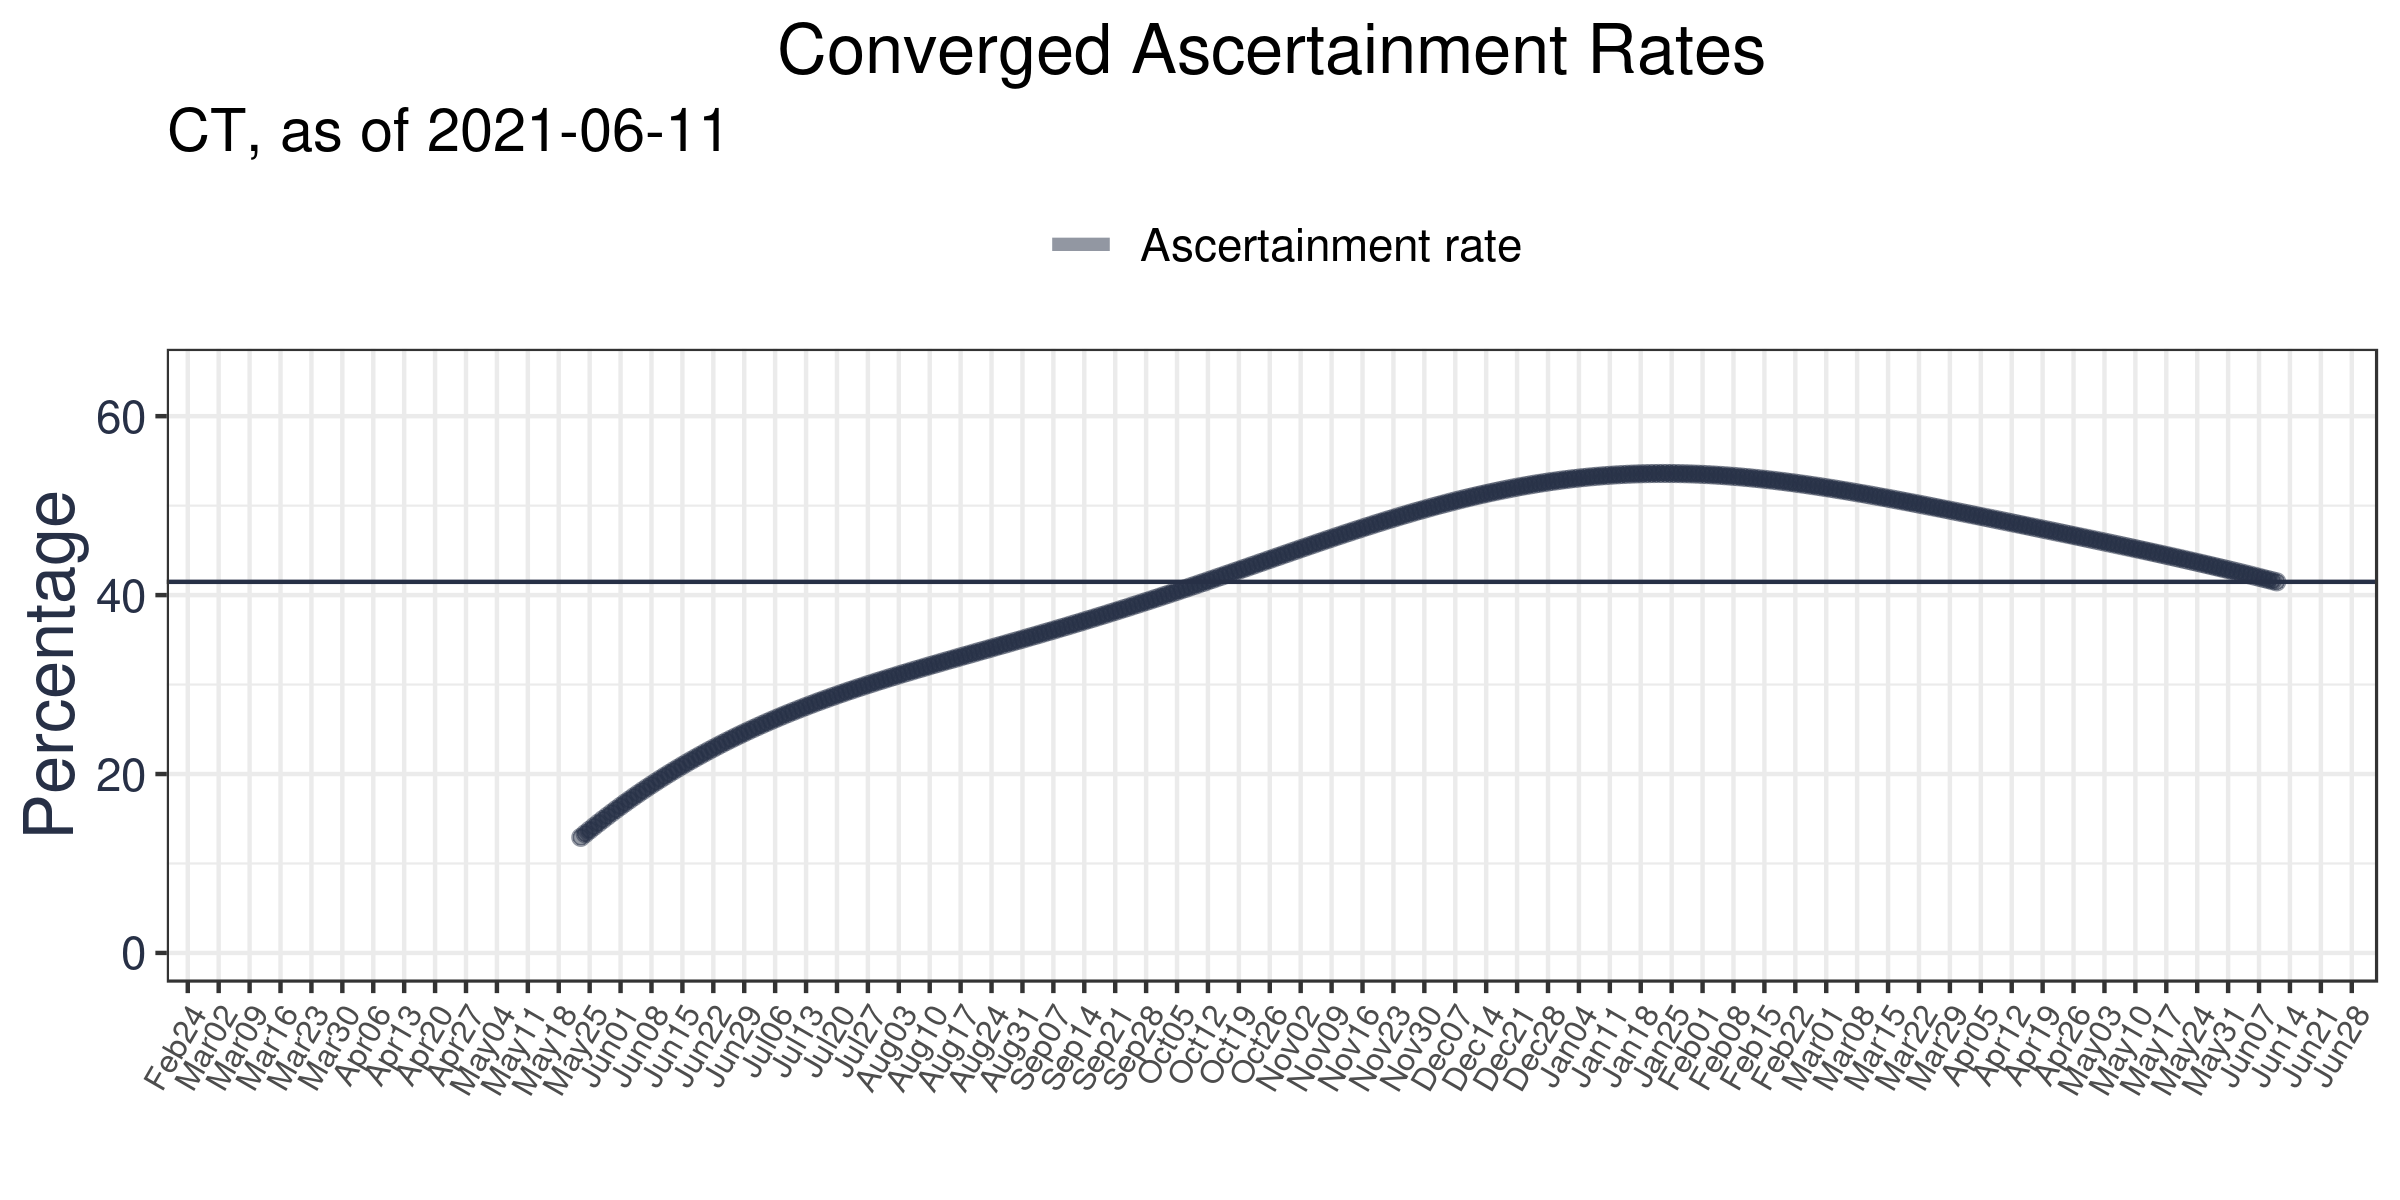 Converged Ascertainment Rates
CT, as of 2021-06-11
Ascertainment rate
Percentage
60
40
20
0
Feb24
Mar02
Mar09
Mar16
Mar23
Mar30
Apr06
Apr13
Apr20
Apr27
May04
May11
May18
May25
Jun01
Jun08
Jun15
Jun22
Jun29
Jul06
Jul13
Jul20
Jul27
Aug03
Aug10
Aug17
Aug24
Aug31
Sep07
Sep14
Sep21
Sep28
Oct05
Oct12
Oct19
Oct26
Nov02
Nov09
Nov16
Nov23
Nov30
Dec07
Dec14
Dec21
Dec28
Jan04
Jan11
Jan18
Jan25
Feb01
Feb08
Feb15
Feb22
Mar01
Mar08
Mar15
Mar22
Mar29
Apr05
Apr12
Apr19
Apr26
May03
May10
May17
May24
May31
Jun07
Jun14
Jun21
Jun28